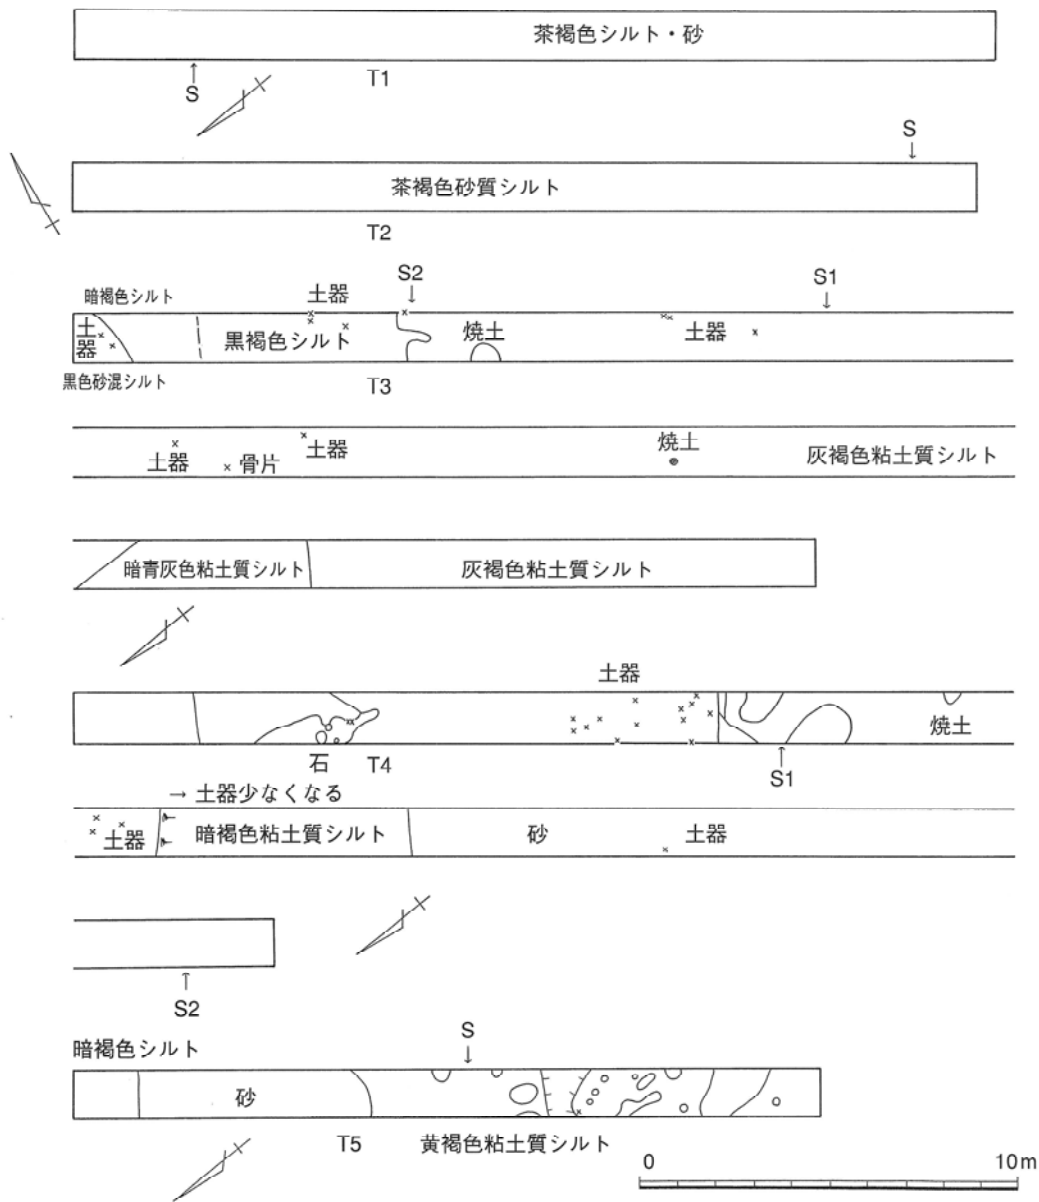 茶褐色シルト・砂
S
T1
S
茶褐色砂質シルト
T2
S2
S1
暗褐色シルト
土器
土器
黒褐色シルト
焼土
土器
黒色砂混シルト
T3
土器
骨片
土器
焼土
灰褐色粘土質シルト
暗青灰色粘土質シルト
灰褐色粘土質シルト
土器
焼土
石
T4
S1
→ 土器少なくなる
土器
暗褐色粘土質シルト
砂
土器
S2
S
暗褐色シルト
砂
T5
黄褐色粘土質シルト
0
10m